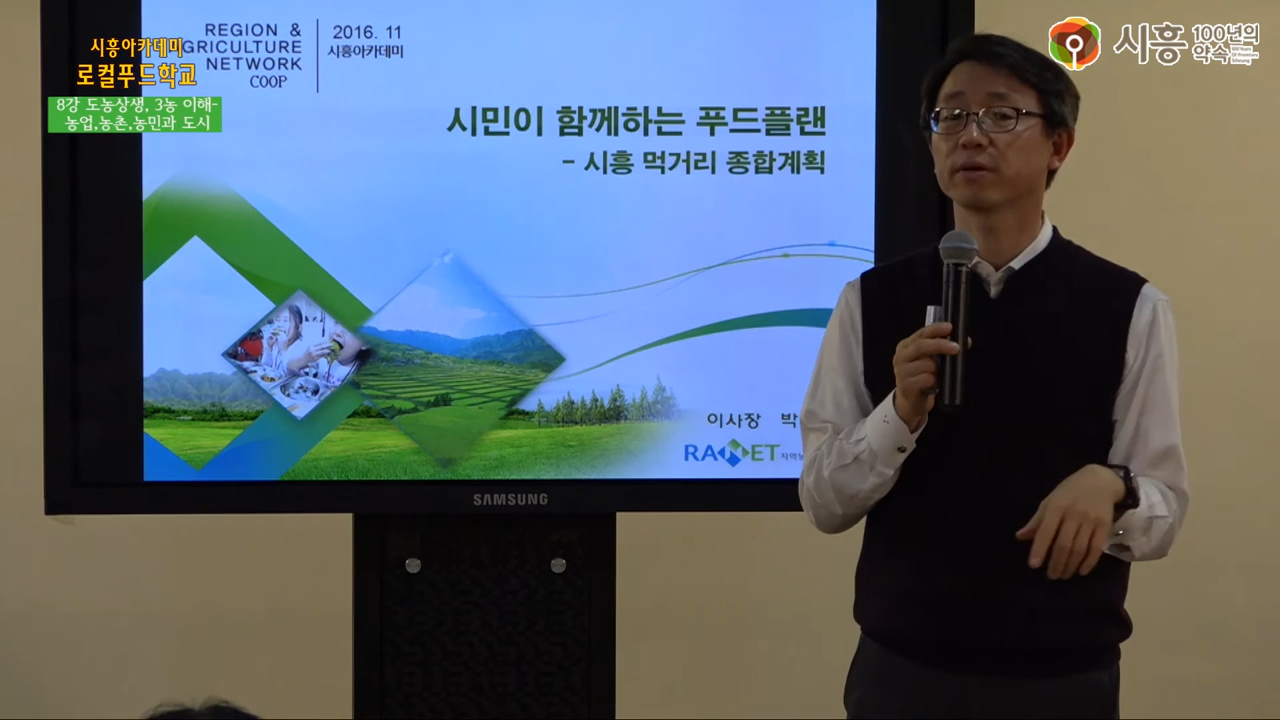 시흥아카데미
로컬푸드학교
8강 도농상생, 3농 이해-
농업,농촌,농민과 도시
REGION &
GRICULTURE
NETWORK
COOP
2016. 11
시흥아카데미
시민이 함께하는 푸드플랜
- 시흥 먹거리 종합계획
이사장 박
SAMSUNG
시흥 100년의
약속